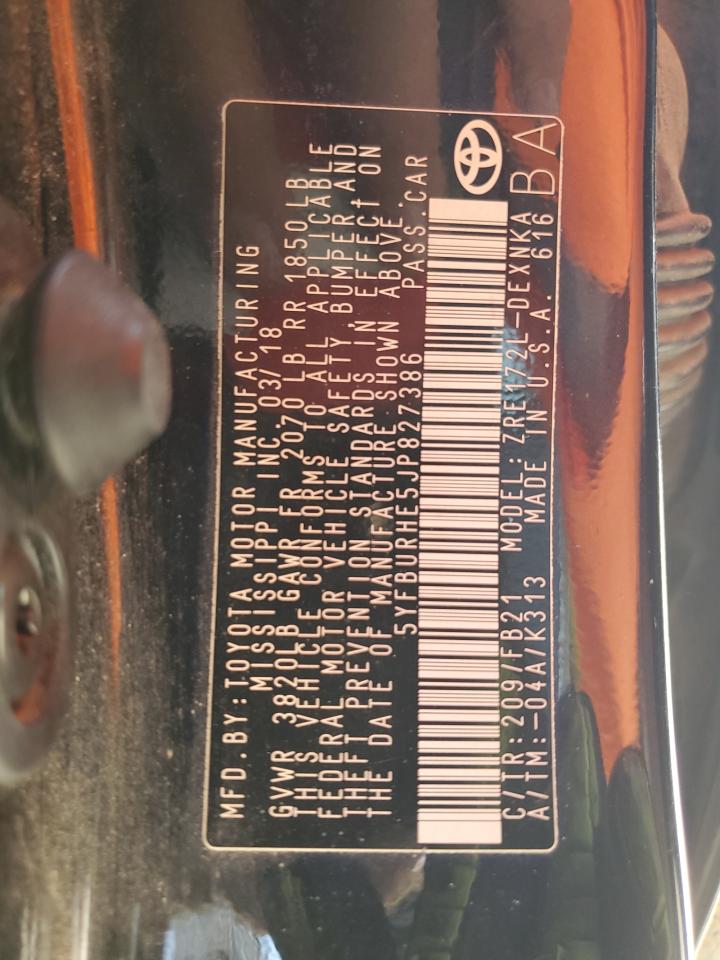 MFD.BY:TOYOTA MOTOR MANUFACTURING
MISSISSIPPI INC. 03/18
GVWR 3820LB GAWR FR 2070LB RR 1850LB
THIS VEHICLE CONFORMS TO ALL APPLICABLE
FEDERAL MOTOR VEHICLE SAFETY, BUMPER, AND
THEFT PREVENTION STANDARDS IN EFFECT ON
THE DATE OF MANUFACTURE SHOWN ABOVE.
5YFBURHE5JP827386 PASS.CAR
C/TR:209/FB21 MODEL: ZRE172L-DEXNKA
A/TM:-04A/K313 MADE IN U.S.A. 616
BA